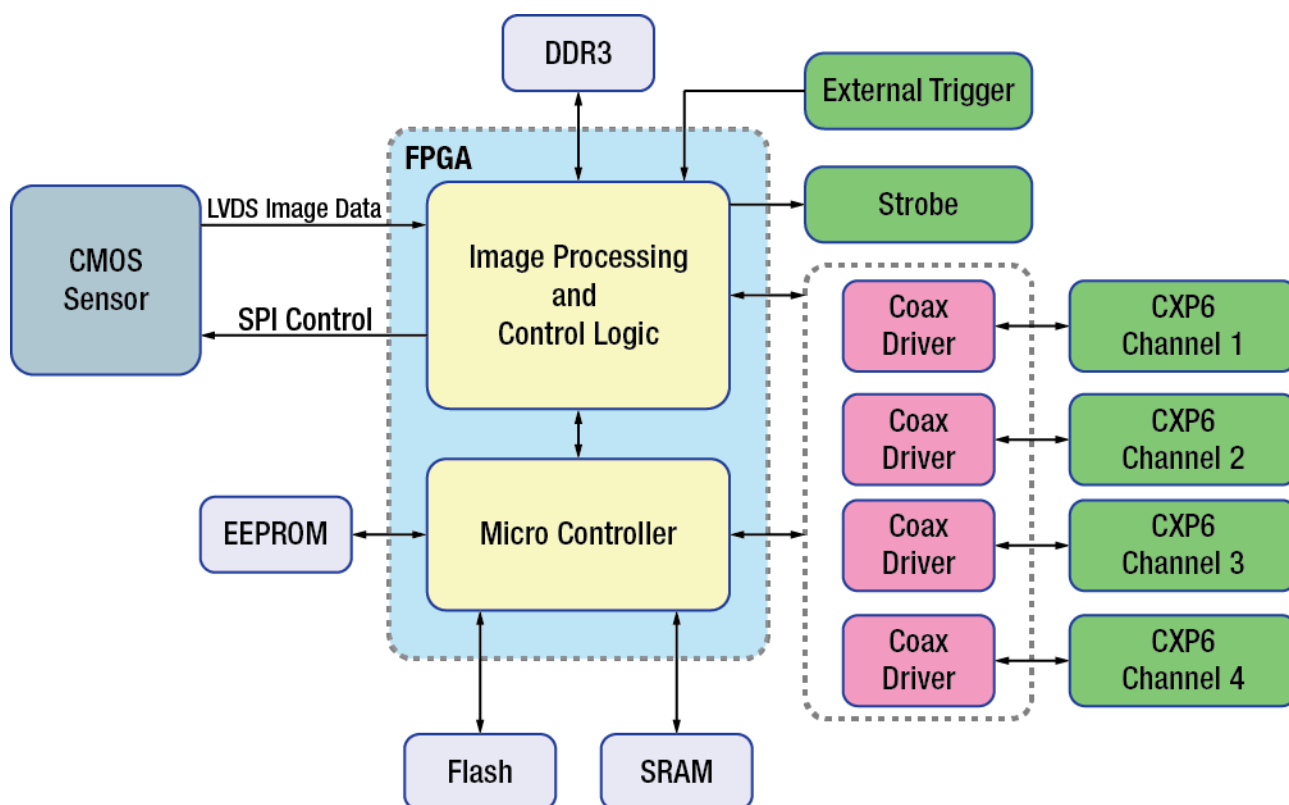 DDR3
External Trigger
FPGA
LVDS Image Data
Strobe
CMOS
Sensor
Image Processing
and
Control Logic
SPI Control
Coax
Driver
CXP6
Channel 1
Coax
Driver
CXP6
Channel 2
EEPROM
Micro Controller
Coax
Driver
CXP6
Channel 3
Coax
Driver
CXP6
Channel 4
Flash
SRAM